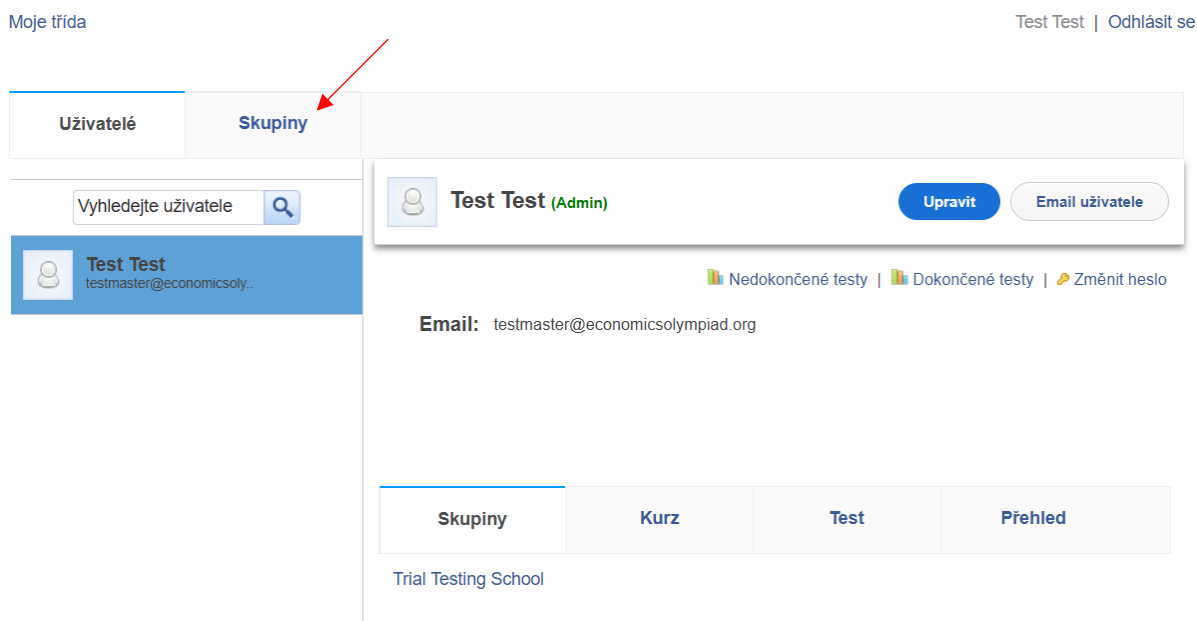 Moje třída
Test Test | Odhlásit se
Uživatelé
Skupiny
Vyhledejte uživatele
Test Test
testmaster@economicsoly..
Test Test (Admin)
Upravit
Email uživatele
Nedokončené testy | Dokončené testy | Změnit heslo
Email: testmaster@economicsolympiad.org
Skupiny
Kurz
Test
Přehled
Trial Testing School